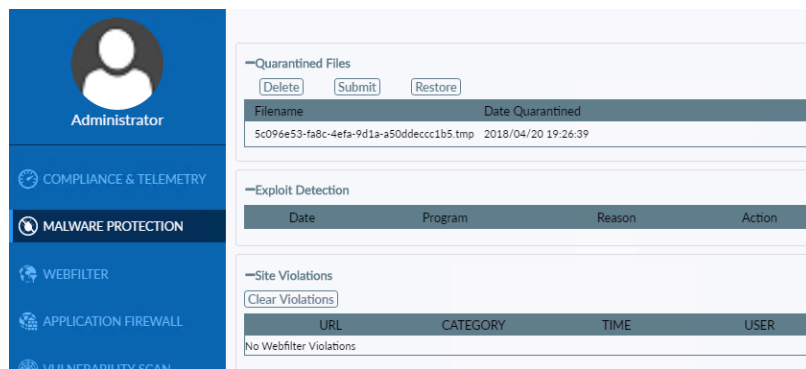 Administrator
COMPLIANCE & TELEMETRY
MALWARE PROTECTION
WEBFILTER
APPLICATION FIREWALL
VULNERABILITY SCAN
Quarantined Files
Delete Submit Restore
Filename Date Quarantined
5c096e53-fa8c-4efa-9d1a-a50ddeccc1b5.tmp 2018/04/20 19:26:39
Exploit Detection
Date Program Reason Action
Site Violations
Clear Violations
URL CATEGORY TIME USER
No Webfilter Violations